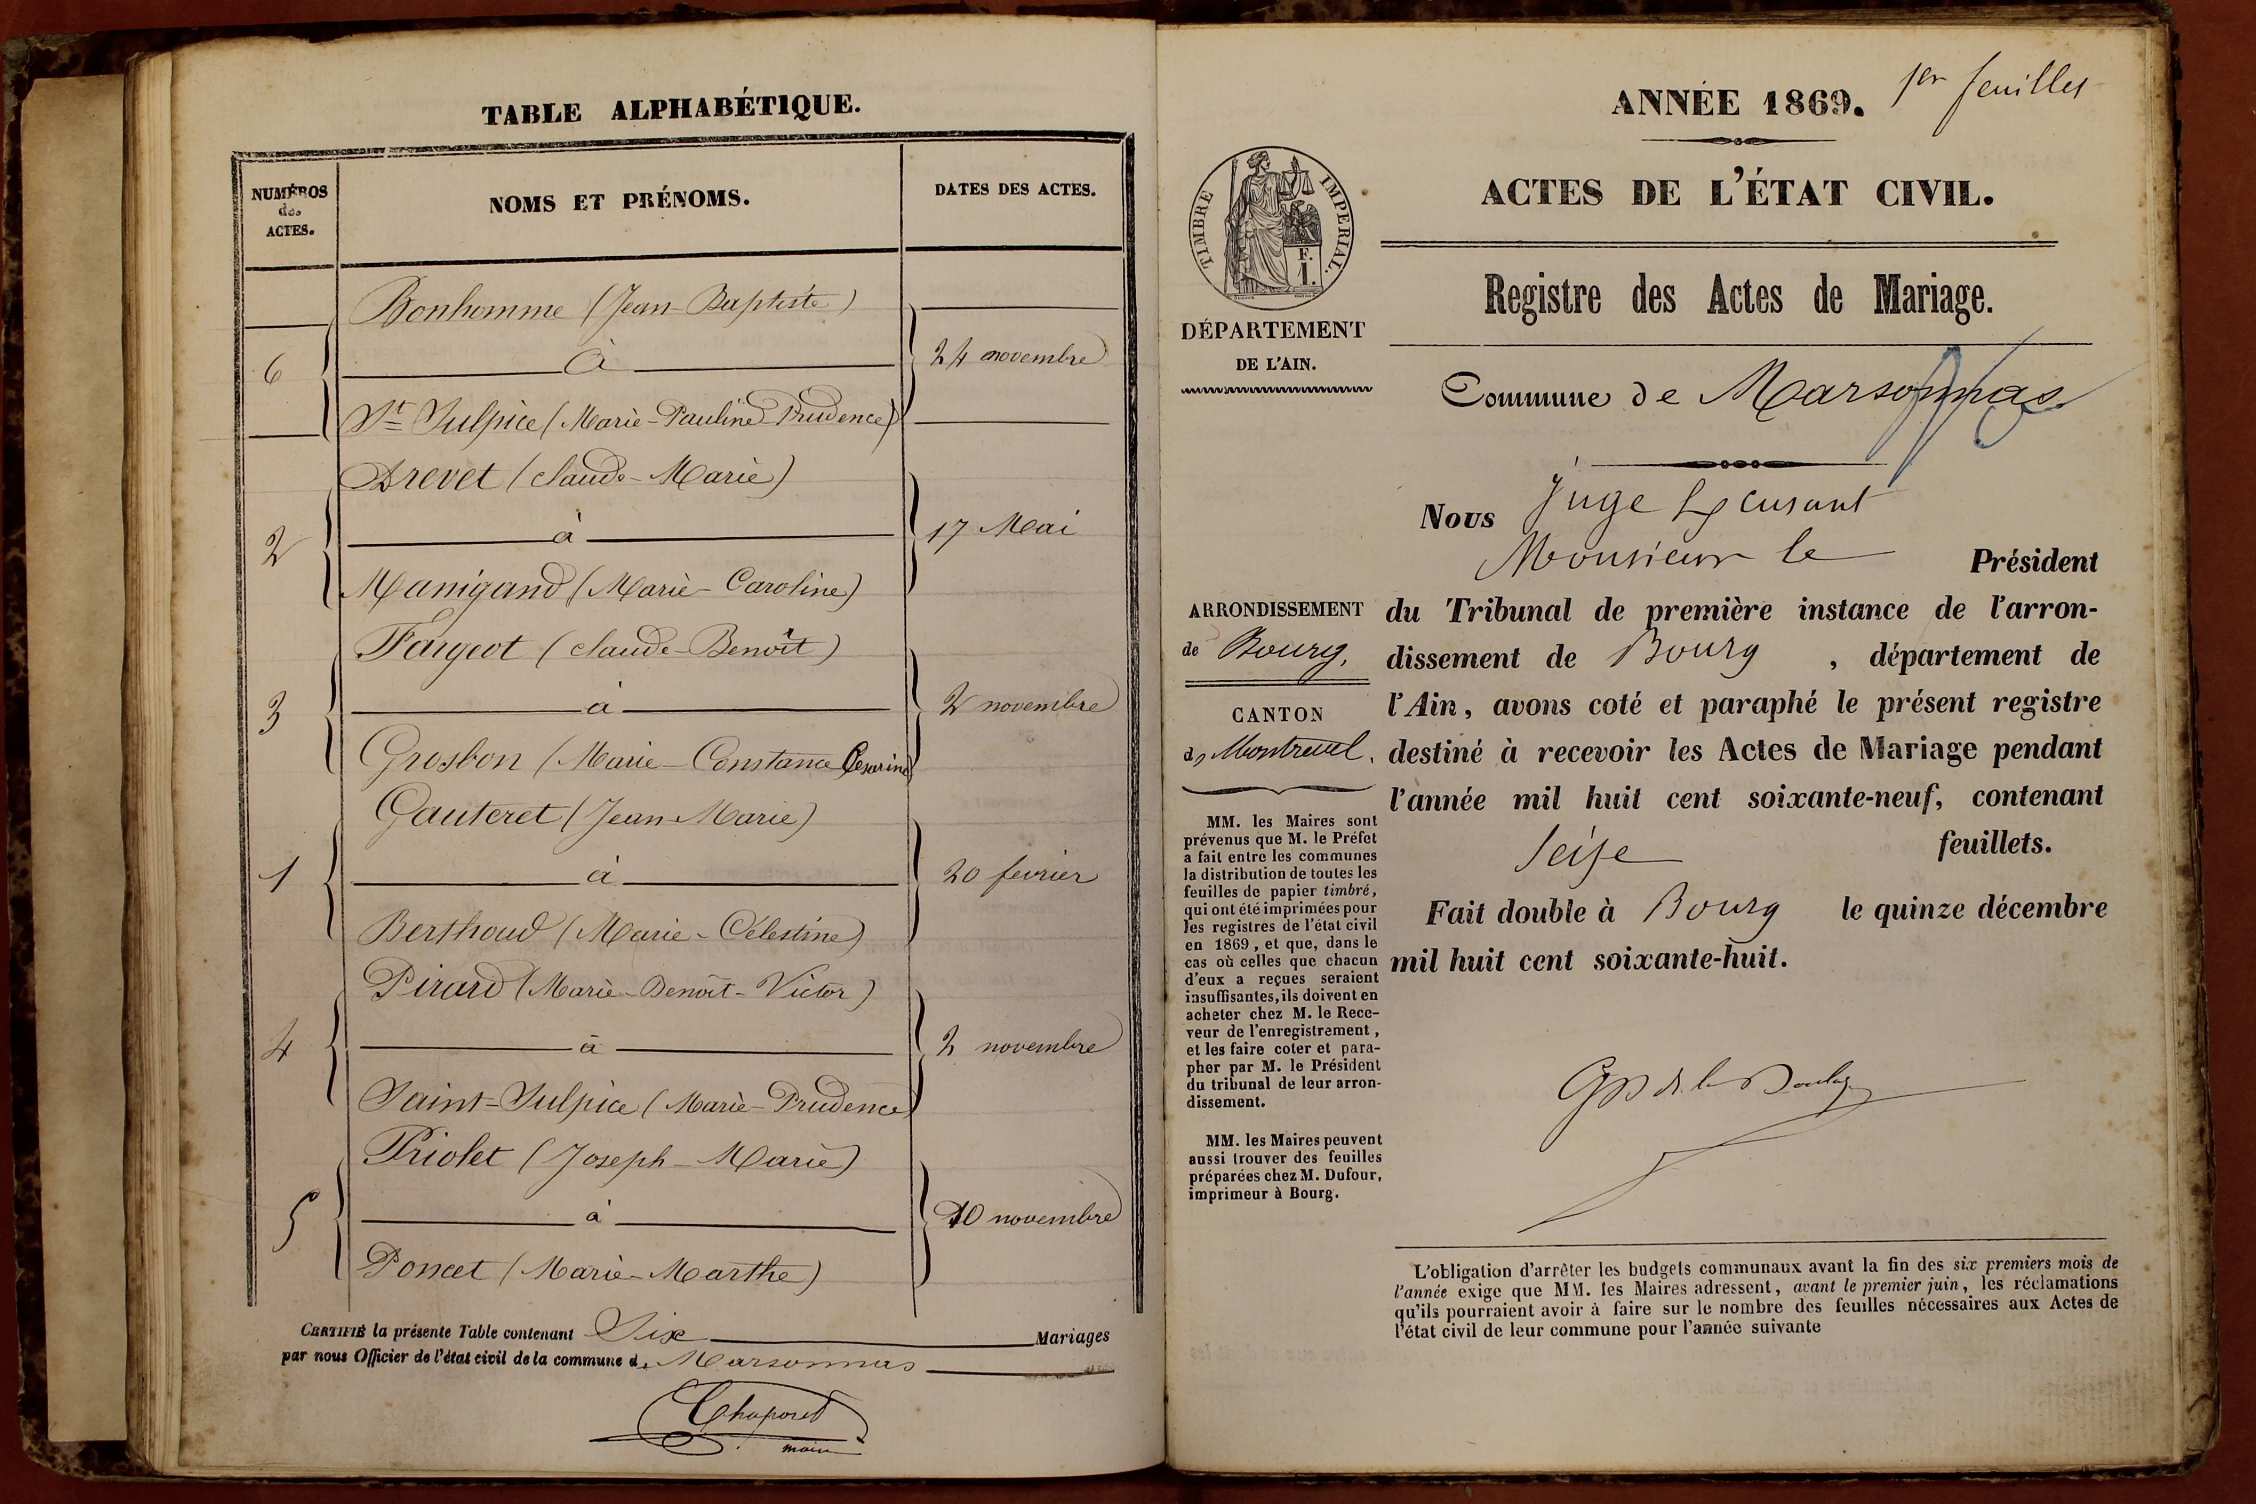 TABLE ALPHABÉTIQUE.
NUMÉROS
des
ACTES.
NOMS ET PRÉNOMS.
DATES DES ACTES.
Bonhomme (Jean-Baptiste)
6
à
24 novembre
St Sulpice (Marie-Pauline-Prudence)
Drevet (Claude-Marie)
2
à
17 Mai
Manigand (Marie-Caroline)
Fargeot (Claude-Benoît)
3
à
2 novembre
Grosbon (Marie-Constance Cesarine)
Gauteret (Jean-Marie)
1
à
20 fevrier
Berthoud (Marie-Célestine)
Pirard (Marie-Benoît-Victor)
4
à
2 novembre
Saint-Sulpice (Marie-Prudence)
Priolet (Joseph-Marie)
5
à
10 novembre
Poncet (Marie-Marthe)
CERTIFIÉ la présente Table contenant Six Mariages
par nous Officier de l'état civil de la commune de Marsonnas
maire
1er feuillet
ANNÉE 1869.
TIMBRE IMPERIAL.
F.
1.
ACTES DE L'ÉTAT CIVIL.
Registre des Actes de Mariage.
DÉPARTEMENT
DE L'AIN.
Commune de Marsonnas
Nous Juge
Monsieur le Président
ARRONDISSEMENT
de Bourg,
CANTON
de Montrevel.
du Tribunal de première instance de l'arron-
dissement de Bourg, département de
l'Ain, avons coté et paraphé le présent registre
destiné à recevoir les Actes de Mariage pendant
l'année mil huit cent soixante-neuf, contenant
Seize feuillets.
Fait double à Bourg le quinze décembre
mil huit cent soixante-huit.
MM. les Maires sont
prévenus que M. le Préfet
a fait entre les communes
la distribution de toutes les
feuilles de papier timbré,
qui ont été imprimées pour
les registres de l'état civil
en 1869, et que, dans le
cas où celles que chacun
d'eux a reçues seraient
insuffisantes, ils doivent en
acheter chez M. le Rece-
veur de l'enregistrement,
et les faire coter et para-
pher par M. le Président
du tribunal de leur arron-
dissement.
MM. les Maires peuvent
aussi trouver des feuilles
préparées chez M. Dufour,
imprimeur à Bourg.
L'obligation d'arrêter les budgets communaux avant la fin des six premiers mois de
l'année exige que MM. les Maires adressent, avant le premier juin, les réclamations
qu'ils pourraient avoir à faire sur le nombre des feuilles nécessaires aux Actes de
l'état civil de leur commune pour l'année suivante